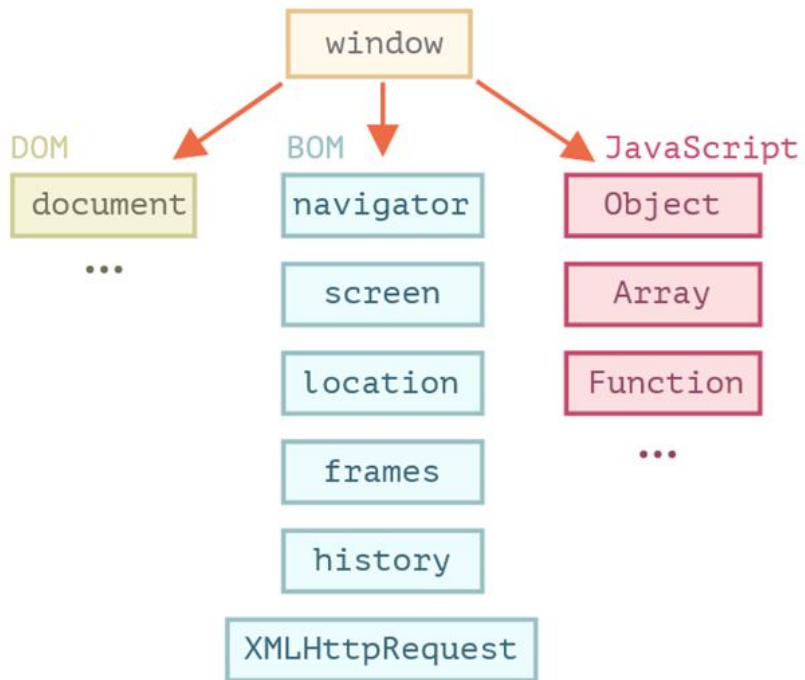 window
DOM
BOM
JavaScript
document
navigator
Object
...
screen
Array
location
Function
...
frames
history
XMLHttpRequest